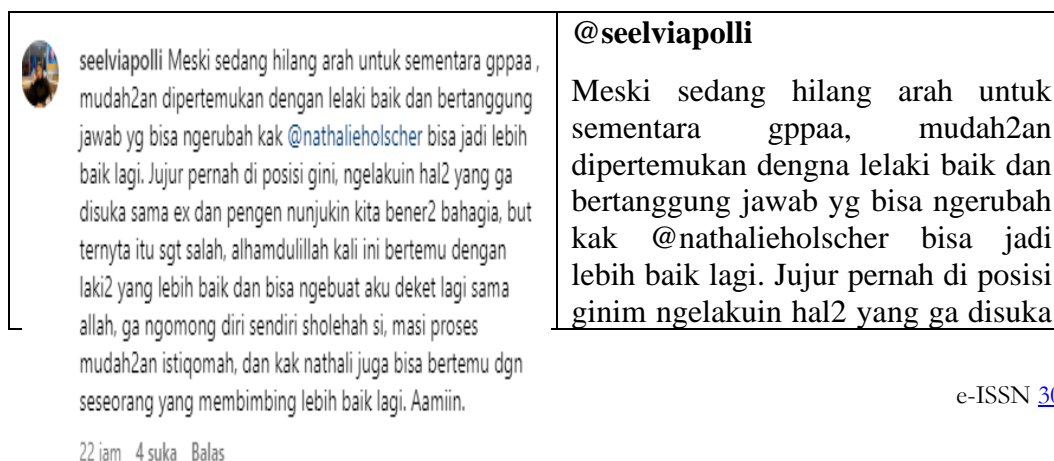 seelviapolli Meski sedang hilang arah untuk sementara gppaa ,
mudah2an dipertemukan dengan lelaki baik dan bertanggung
jawab yg bisa ngerubah kak @nathalieholscher bisa jadi lebih
baik lagi. Jujur pernah di posisi gini, ngelakuin hal2 yang ga
disuka sama ex dan pengen nunjukin kita bener2 bahagia, but
ternyta itu sgt salah, alhamdulillah kali ini bertemu dengan
laki2 yang lebih baik dan bisa ngebuat aku deket lagi sama
allah, ga ngomong diri sendiri sholehah si, masi proses
mudah2an istiqomah, dan kak nathali juga bisa bertemu dgn
seseorang yang membimbing lebih baik lagi. Aamiin.
22 jam 4 suka Balas
@seelviapolli
Meski sedang hilang arah untuk
sementara gppaa, mudah2an
dipertemukan dengna lelaki baik dan
bertanggung jawab yg bisa ngerubah
kak @nathalieholscher bisa jadi
lebih baik lagi. Jujur pernah di posisi
ginim ngelakuin hal2 yang ga disuka
e-ISSN 30